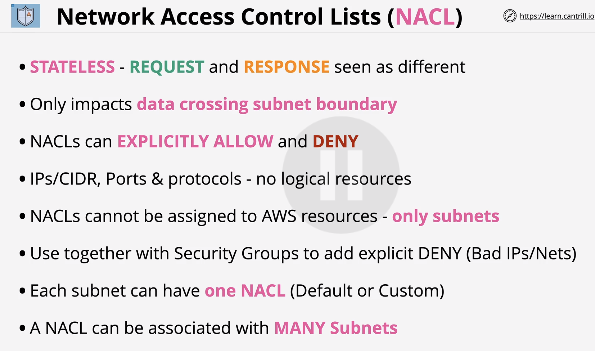 Network Access Control Lists (NACL)
https://learn.cantrill.io
• STATELESS - REQUEST and RESPONSE seen as different
• Only impacts data crossing subnet boundary
• NACLs can EXPLICITLY ALLOW and DENY
• IPs/CIDR, Ports & protocols - no logical resources
• NACLs cannot be assigned to AWS resources - only subnets
• Use together with Security Groups to add explicit DENY (Bad IPs/Nets)
• Each subnet can have one NACL (Default or Custom)
• A NACL can be associated with MANY Subnets